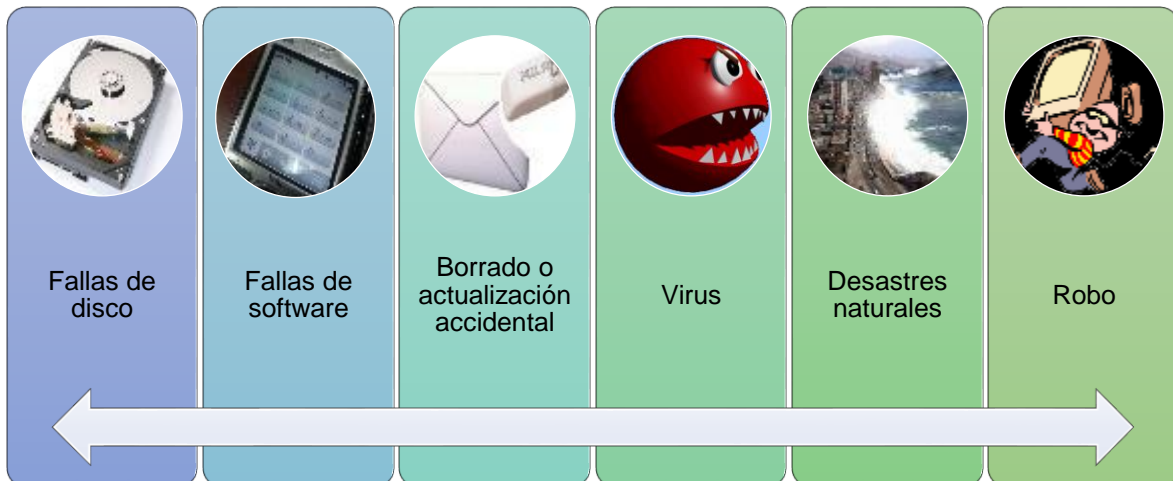 Fallas de
disco
Fallas de
software
Borrado o
actualización
accidental
Virus
Desastres
naturales
Robo